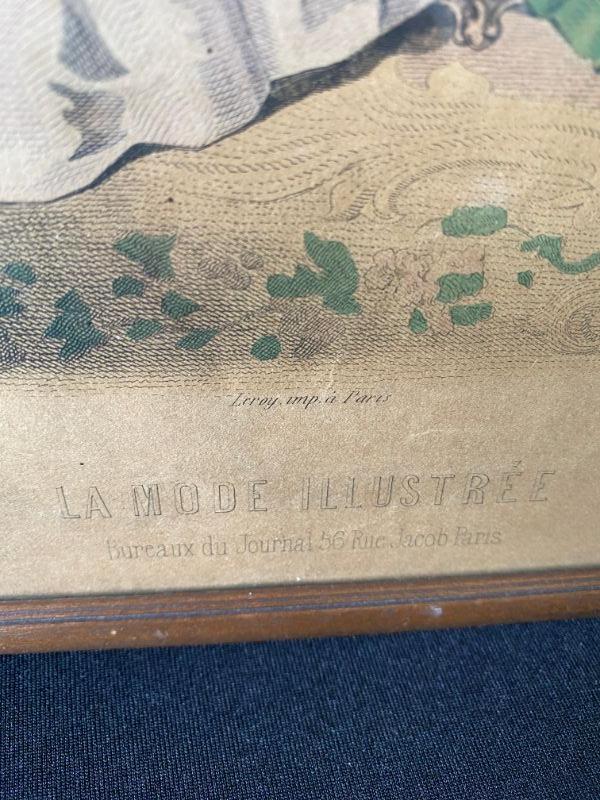 Leroy, imp. à Paris
LA MODE ILLUSTRÉE
Bureaux du Journal 56 Rue Jacob Paris